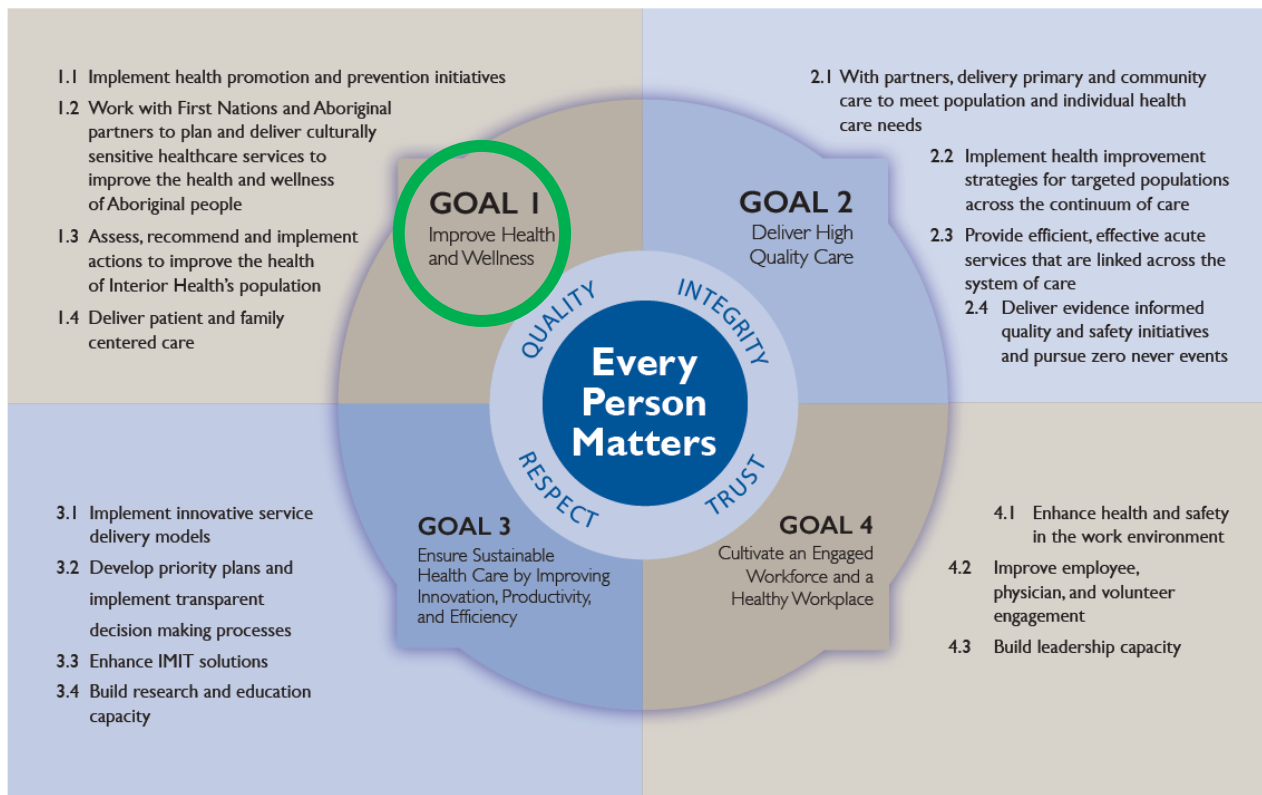 1.1 Implement health promotion and prevention initiatives
1.2 Work with First Nations and Aboriginal
partners to plan and deliver culturally
sensitive healthcare services to
improve the health and wellness
of Aboriginal people
1.3 Assess, recommend and implement
actions to improve the health
of Interior Health's population
1.4 Deliver patient and family
centered care
GOAL 1
Improve Health
and Wellness
2.1 With partners, delivery primary and community
care to meet population and individual health
care needs
2.2 Implement health improvement
strategies for targeted populations
across the continuum of care
2.3 Provide efficient, effective acute
services that are linked across the
system of care
2.4 Deliver evidence informed
quality and safety initiatives
and pursue zero never events
GOAL 2
Deliver High
Quality Care
QUALITY
INTEGRITY
Every
Person
Matters
RESPECT
TRUST
3.1 Implement innovative service
delivery models
3.2 Develop priority plans and
implement transparent
decision making processes
3.3 Enhance IMIT solutions
3.4 Build research and education
capacity
GOAL 3
Ensure Sustainable
Health Care by Improving
Innovation, Productivity,
and Efficiency
GOAL 4
Cultivate an Engaged
Workforce and a
Healthy Workplace
4.1 Enhance health and safety
in the work environment
4.2 Improve employee,
physician, and volunteer
engagement
4.3 Build leadership capacity